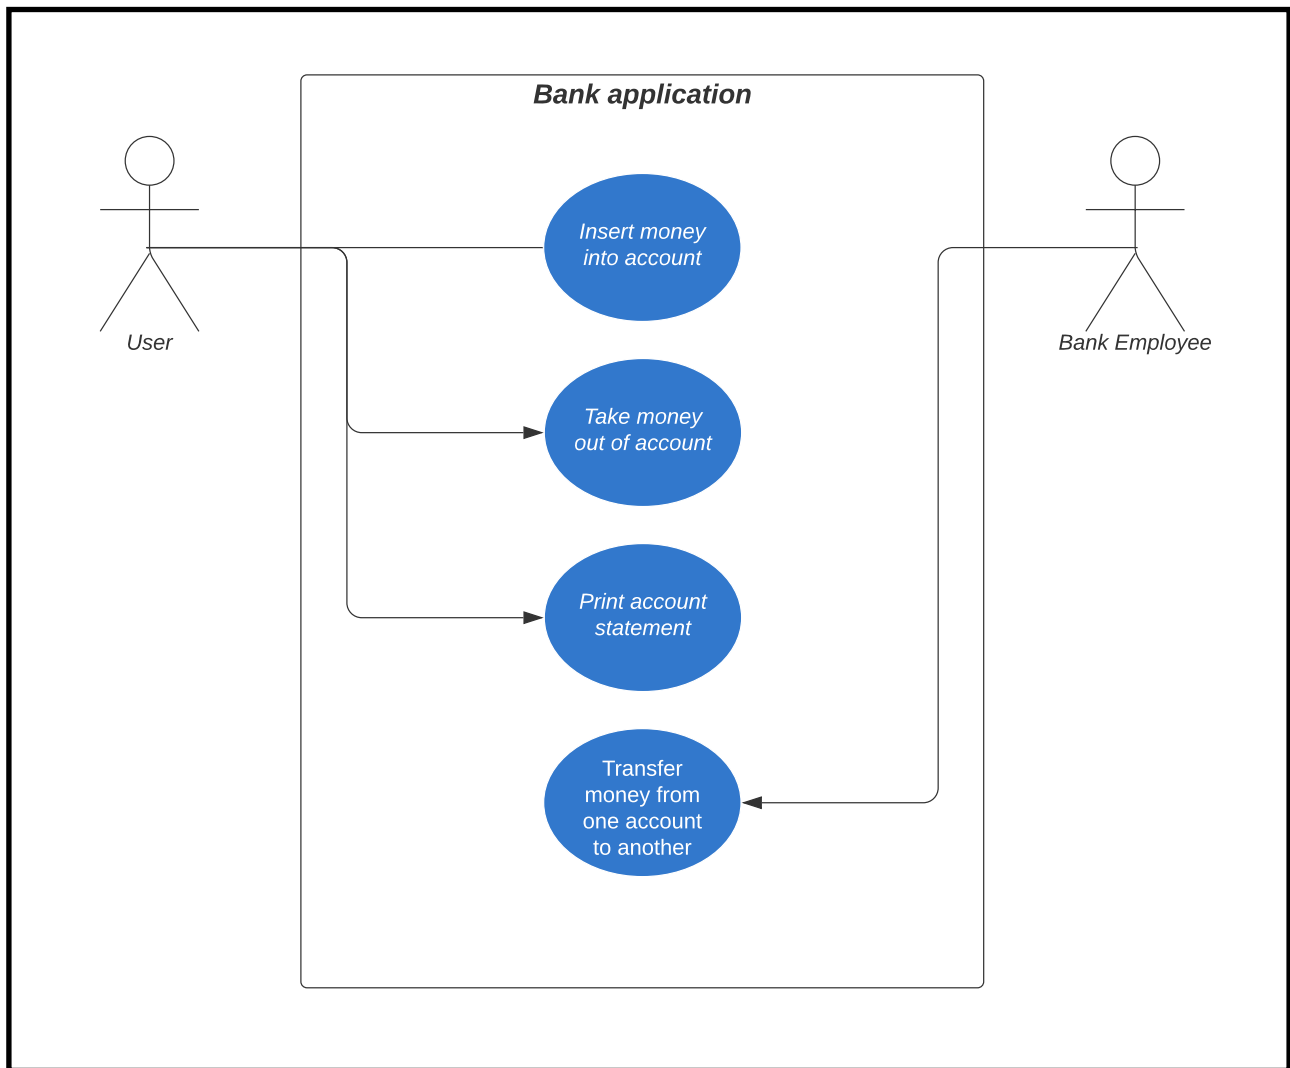 Bank application
Insert money
into account
User
Bank Employee
Take money
out of account
Print account
statement
Transfer
money from
one account
to another